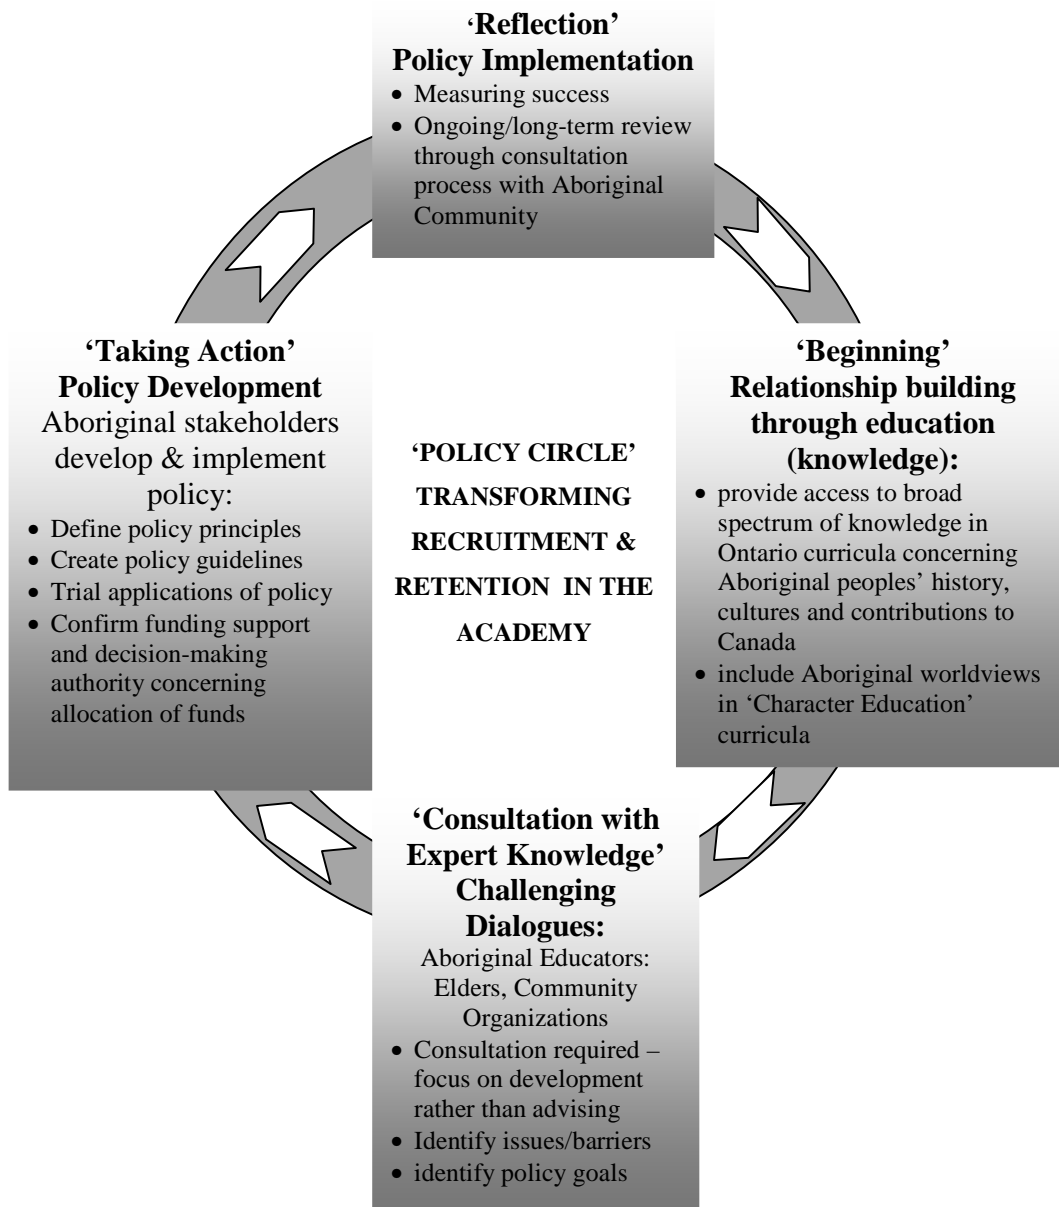 ‘Reflection’
Policy Implementation
• Measuring success
• Ongoing/long-term review
through consultation
process with Aboriginal
Community
‘Taking Action’
Policy Development
Aboriginal stakeholders
develop & implement
policy:
• Define policy principles
• Create policy guidelines
• Trial applications of policy
• Confirm funding support
and decision-making
authority concerning
allocation of funds
‘POLICY CIRCLE’
TRANSFORMING
RECRUITMENT &
RETENTION IN THE
ACADEMY
‘Beginning’
Relationship building
through education
(knowledge):
• provide access to broad
spectrum of knowledge in
Ontario curricula concerning
Aboriginal peoples’ history,
cultures and contributions to
Canada
• include Aboriginal worldviews
in ‘Character Education’
curricula
‘Consultation with
Expert Knowledge’
Challenging
Dialogues:
Aboriginal Educators:
Elders, Community
Organizations
• Consultation required –
focus on development
rather than advising
• Identify issues/barriers
• identify policy goals